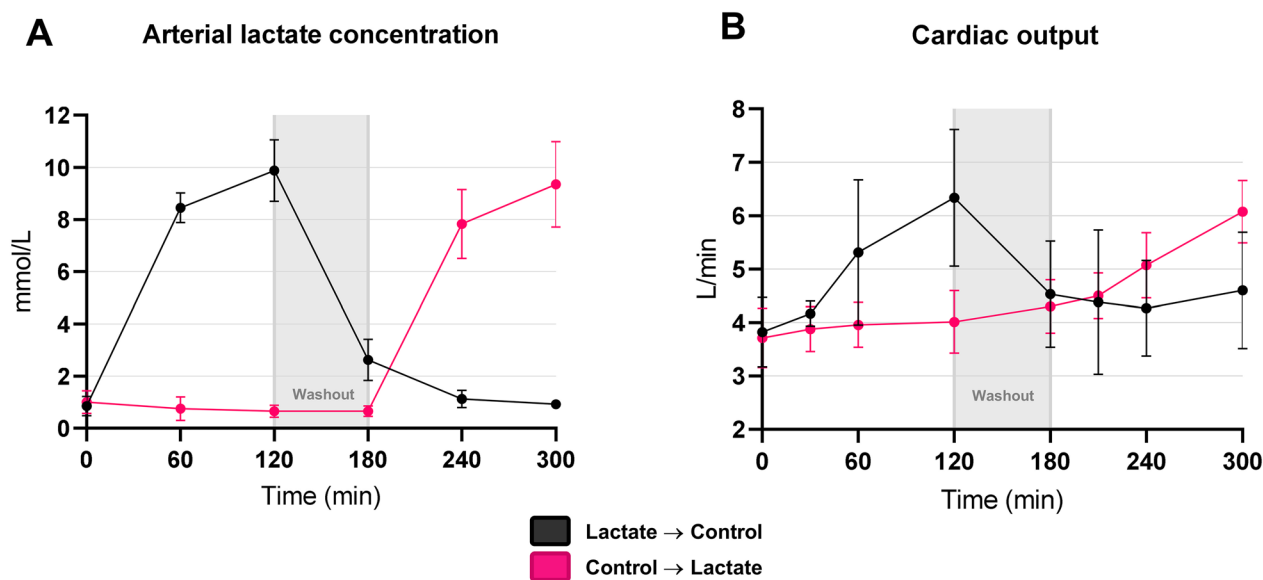 A
Arterial lactate concentration
mmol/L
12
10
8
6
4
2
0
Washout
0 60 120 180 240 300
Time (min)
B
Cardiac output
L/min
8
7
6
5
4
3
2
Washout
0 60 120 180 240 300
Time (min)
Lactate → Control
Control → Lactate